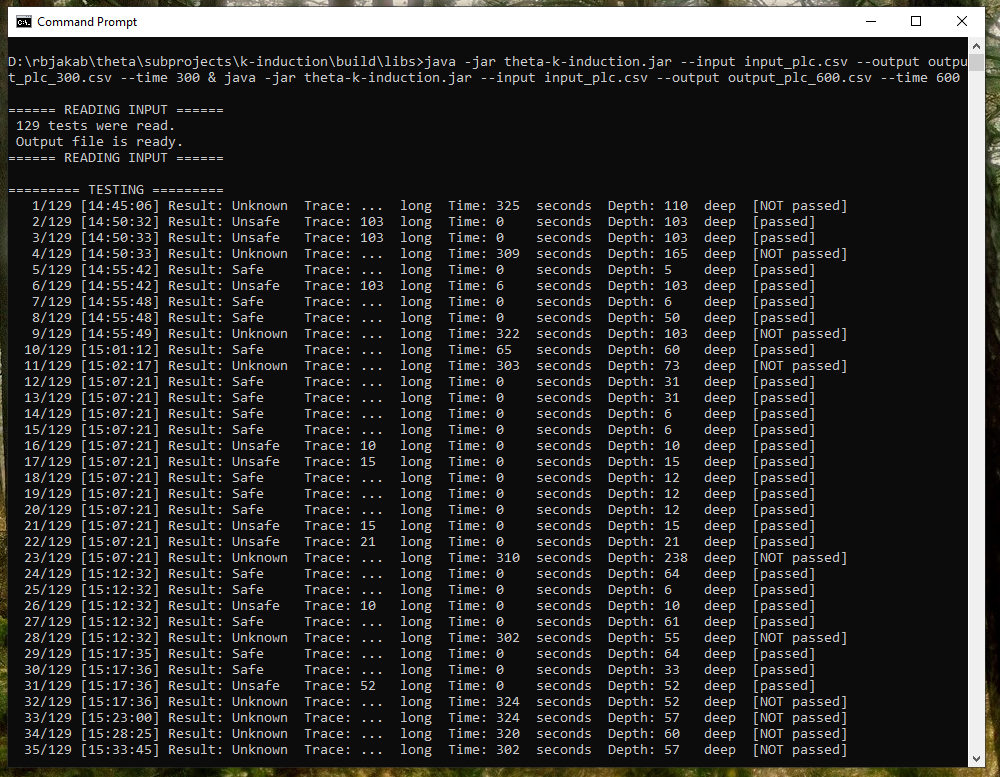 Command Prompt
D:\rbjakab\theta\subprojects\k-induction\build\libs>java -jar theta-k-induction.jar --input input_plc.csv --output outpu
t_plc_300.csv --time 300 & java -jar theta-k-induction.jar --input input_plc.csv --output output_plc_600.csv --time 600
====== READING INPUT ======
129 tests were read.
Output file is ready.
====== READING INPUT ======
========= TESTING =========
1/129 [14:45:06] Result: Unknown  Trace: ...  long  Time: 325  seconds  Depth: 110  deep  [NOT passed]
2/129 [14:50:32] Result: Unsafe   Trace: 103  long  Time: 0    seconds  Depth: 103  deep  [passed]
3/129 [14:50:33] Result: Unsafe   Trace: 103  long  Time: 0    seconds  Depth: 103  deep  [passed]
4/129 [14:50:33] Result: Unknown  Trace: ...  long  Time: 309  seconds  Depth: 165  deep  [NOT passed]
5/129 [14:55:42] Result: Safe     Trace: ...  long  Time: 0    seconds  Depth: 5    deep  [passed]
6/129 [14:55:42] Result: Unsafe   Trace: 103  long  Time: 6    seconds  Depth: 103  deep  [passed]
7/129 [14:55:48] Result: Safe     Trace: ...  long  Time: 0    seconds  Depth: 6    deep  [passed]
8/129 [14:55:48] Result: Safe     Trace: ...  long  Time: 0    seconds  Depth: 50   deep  [passed]
9/129 [14:55:49] Result: Unknown  Trace: ...  long  Time: 322  seconds  Depth: 103  deep  [NOT passed]
10/129 [15:01:12] Result: Safe     Trace: ...  long  Time: 65   seconds  Depth: 60   deep  [passed]
11/129 [15:02:17] Result: Unknown  Trace: ...  long  Time: 303  seconds  Depth: 73   deep  [NOT passed]
12/129 [15:07:21] Result: Safe     Trace: ...  long  Time: 0    seconds  Depth: 31   deep  [passed]
13/129 [15:07:21] Result: Safe     Trace: ...  long  Time: 0    seconds  Depth: 31   deep  [passed]
14/129 [15:07:21] Result: Safe     Trace: ...  long  Time: 0    seconds  Depth: 6    deep  [passed]
15/129 [15:07:21] Result: Safe     Trace: ...  long  Time: 0    seconds  Depth: 6    deep  [passed]
16/129 [15:07:21] Result: Unsafe   Trace: 10   long  Time: 0    seconds  Depth: 10   deep  [passed]
17/129 [15:07:21] Result: Unsafe   Trace: 15   long  Time: 0    seconds  Depth: 15   deep  [passed]
18/129 [15:07:21] Result: Safe     Trace: ...  long  Time: 0    seconds  Depth: 12   deep  [passed]
19/129 [15:07:21] Result: Safe     Trace: ...  long  Time: 0    seconds  Depth: 12   deep  [passed]
20/129 [15:07:21] Result: Safe     Trace: ...  long  Time: 0    seconds  Depth: 12   deep  [passed]
21/129 [15:07:21] Result: Unsafe   Trace: 15   long  Time: 0    seconds  Depth: 15   deep  [passed]
22/129 [15:07:21] Result: Unsafe   Trace: 21   long  Time: 0    seconds  Depth: 21   deep  [passed]
23/129 [15:07:21] Result: Unknown  Trace: ...  long  Time: 310  seconds  Depth: 238  deep  [NOT passed]
24/129 [15:12:32] Result: Safe     Trace: ...  long  Time: 0    seconds  Depth: 64   deep  [passed]
25/129 [15:12:32] Result: Safe     Trace: ...  long  Time: 0    seconds  Depth: 6    deep  [passed]
26/129 [15:12:32] Result: Unsafe   Trace: 10   long  Time: 0    seconds  Depth: 10   deep  [passed]
27/129 [15:12:32] Result: Safe     Trace: ...  long  Time: 0    seconds  Depth: 61   deep  [passed]
28/129 [15:12:32] Result: Unknown  Trace: ...  long  Time: 302  seconds  Depth: 55   deep  [NOT passed]
29/129 [15:17:35] Result: Safe     Trace: ...  long  Time: 0    seconds  Depth: 64   deep  [passed]
30/129 [15:17:36] Result: Safe     Trace: ...  long  Time: 0    seconds  Depth: 33   deep  [passed]
31/129 [15:17:36] Result: Unsafe   Trace: 52   long  Time: 0    seconds  Depth: 52   deep  [passed]
32/129 [15:17:36] Result: Unknown  Trace: ...  long  Time: 324  seconds  Depth: 52   deep  [NOT passed]
33/129 [15:23:00] Result: Unknown  Trace: ...  long  Time: 324  seconds  Depth: 57   deep  [NOT passed]
34/129 [15:28:25] Result: Unknown  Trace: ...  long  Time: 320  seconds  Depth: 60   deep  [NOT passed]
35/129 [15:33:45] Result: Unknown  Trace: ...  long  Time: 302  seconds  Depth: 57   deep  [NOT passed]